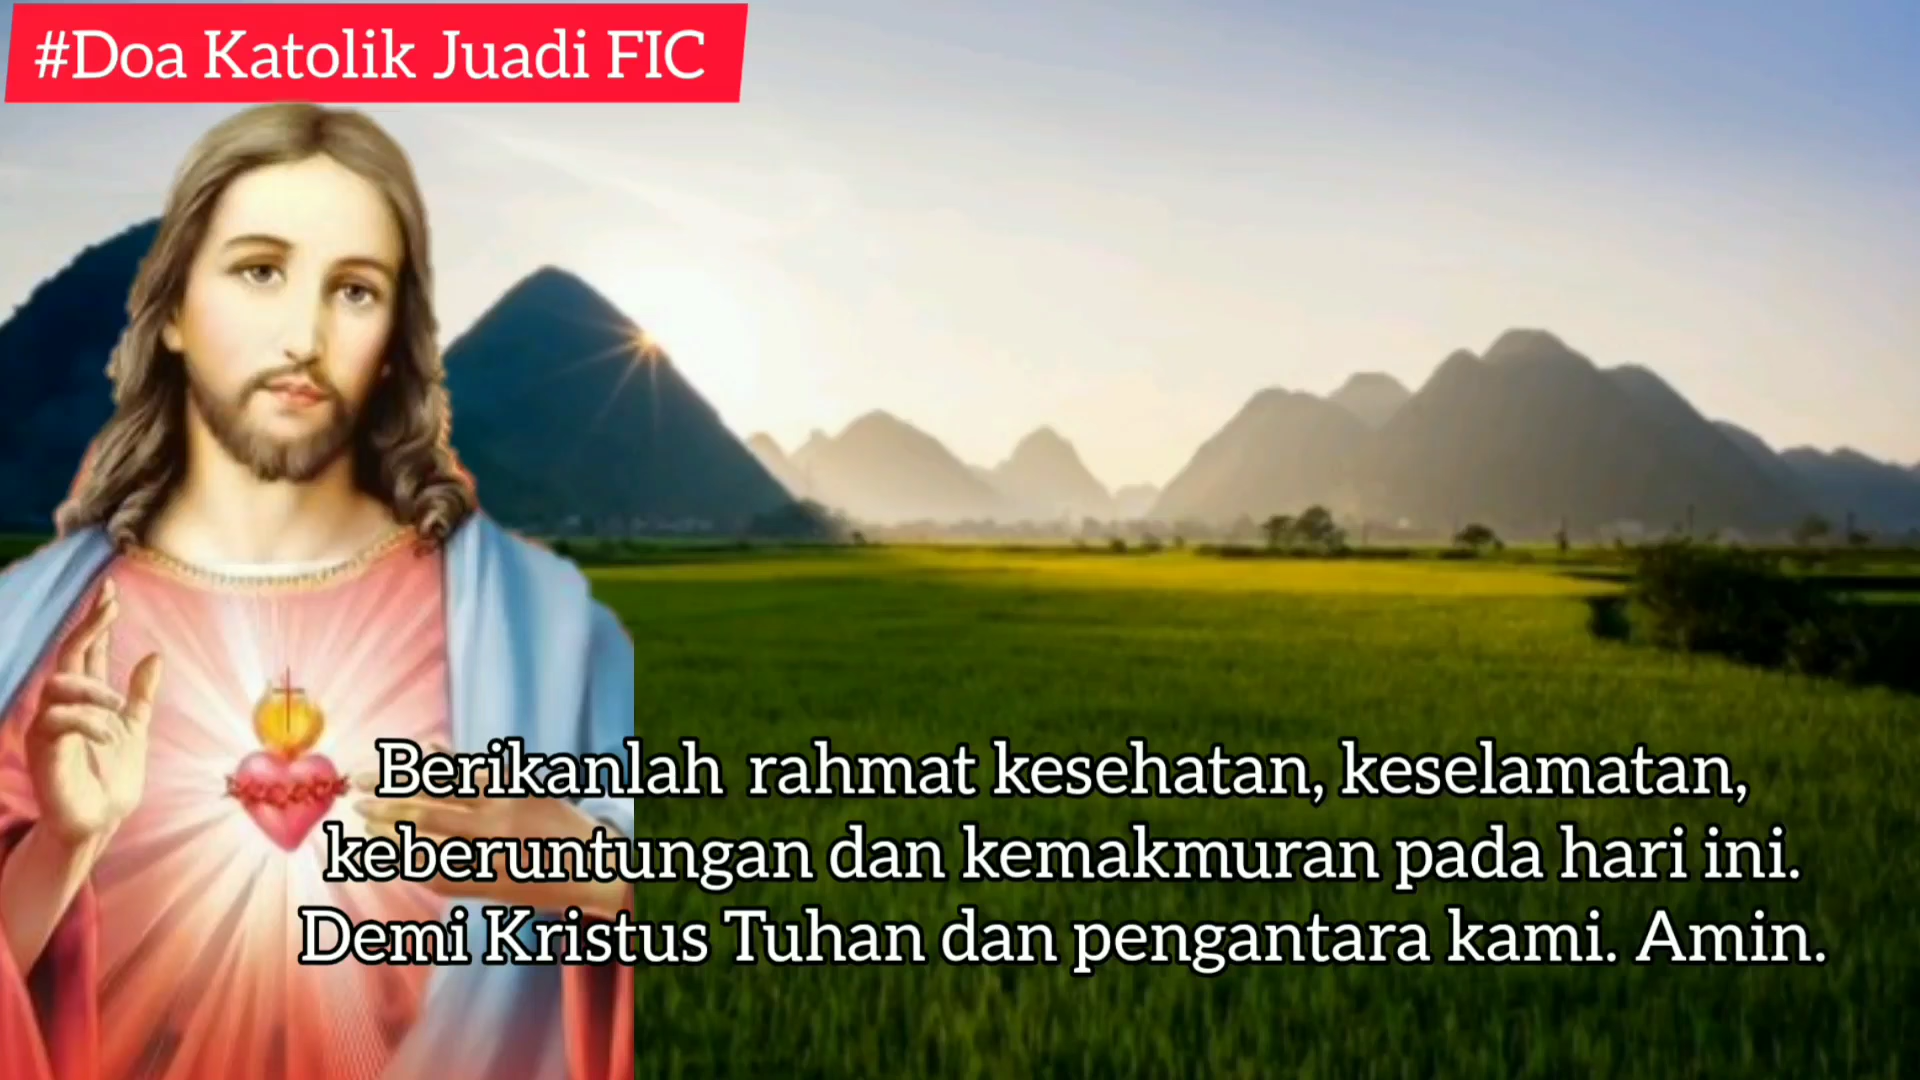 #Doa Katolik Juadi FIC
Berikanlah rahmat kesehatan, keselamatan,
keberuntungan dan kemakmuran pada hari ini.
Demi Kristus Tuhan dan pengantara kami. Amin.